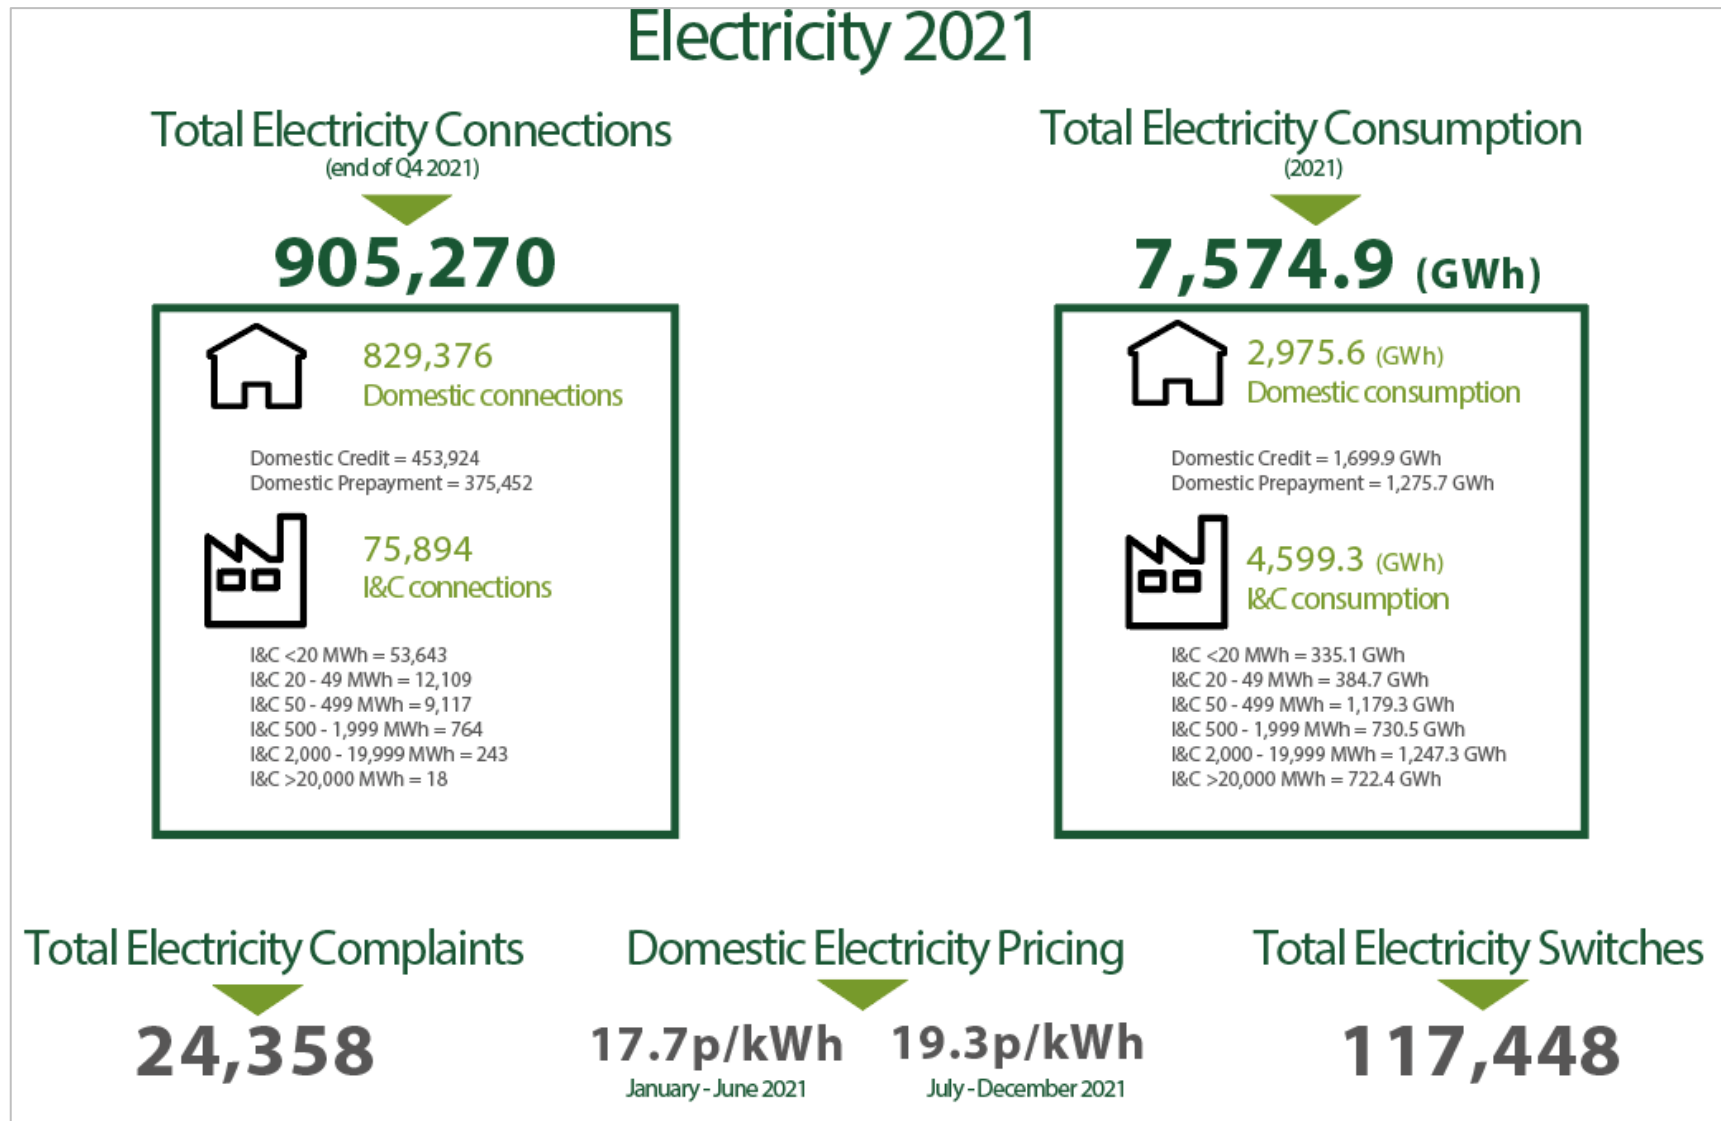 Electricity 2021
Total Electricity Connections
(end of Q4 2021)
905,270
829,376
Domestic connections
Domestic Credit = 453,924
Domestic Prepayment = 375,452
75,894
I&C connections
I&C <20 MWh = 53,643
I&C 20 - 49 MWh = 12,109
I&C 50 - 499 MWh = 9,117
I&C 500 - 1,999 MWh = 764
I&C 2,000 - 19,999 MWh = 243
I&C >20,000 MWh = 18
Total Electricity Consumption
(2021)
7,574.9 (GWh)
2,975.6 (GWh)
Domestic consumption
Domestic Credit = 1,699.9 GWh
Domestic Prepayment = 1,275.7 GWh
4,599.3 (GWh)
I&C consumption
I&C <20 MWh = 335.1 GWh
I&C 20 - 49 MWh = 384.7 GWh
I&C 50 - 499 MWh = 1,179.3 GWh
I&C 500 - 1,999 MWh = 730.5 GWh
I&C 2,000 - 19,999 MWh = 1,247.3 GWh
I&C >20,000 MWh = 722.4 GWh
Total Electricity Complaints
24,358
Domestic Electricity Pricing
17.7p/kWh
January - June 2021
19.3p/kWh
July - December 2021
Total Electricity Switches
117,448